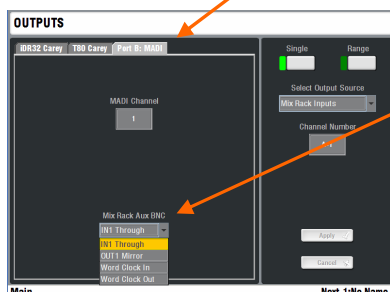 OUTPUTS
iDR32 Carey T80 Carey Port B: MADI
Single Range
Select Output Source
Mix Rack Inputs
MADI Channel
1
Channel Number
Mix Rack Aux BNC
IN1 Through
IN1 Through
OUT1 Mirror
Word Clock In
Word Clock Out
Apply
Cancel
Main Next 1:No Name